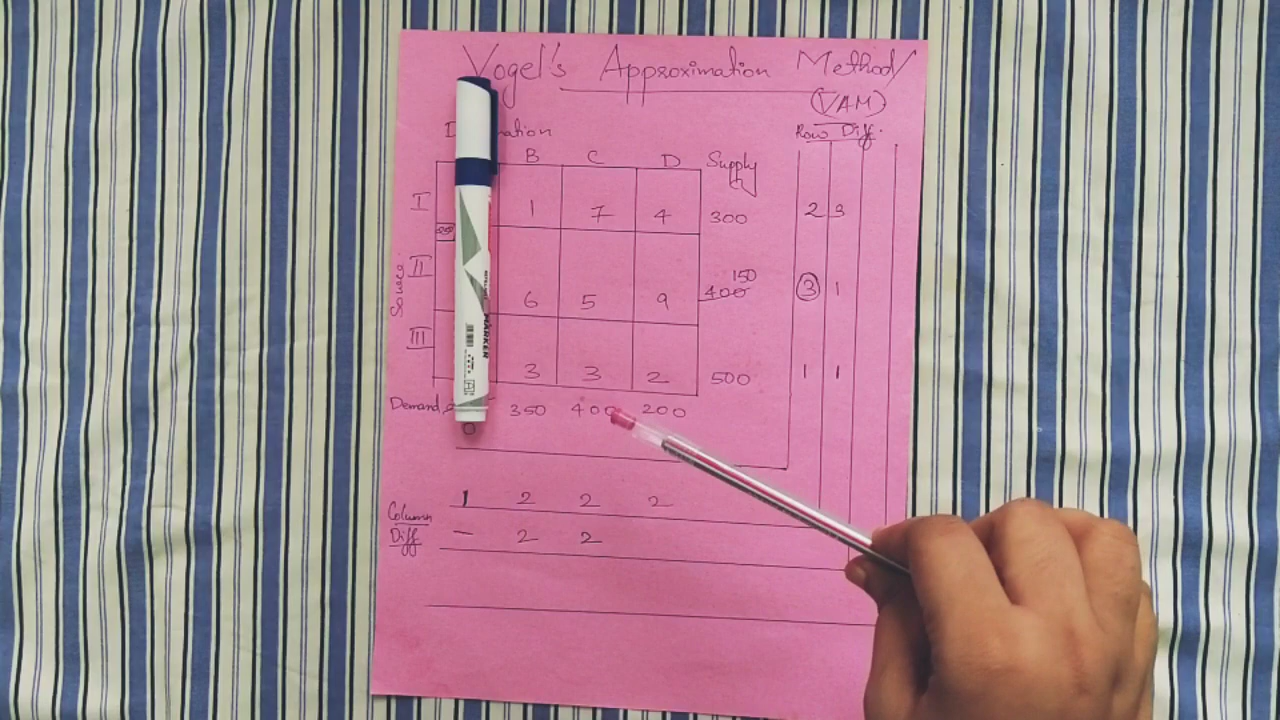 Vogel's Approximation Method
(VAM)
Row Diff.
B C D Supply
I 1 7 4 300 2 3
250
II 6 5 9 400 150 3 1
Source
III 3 3 2 500 1 1
Demand 350 400 200
0
1 2 2 2
Column
Diff - 2 2
MARKER